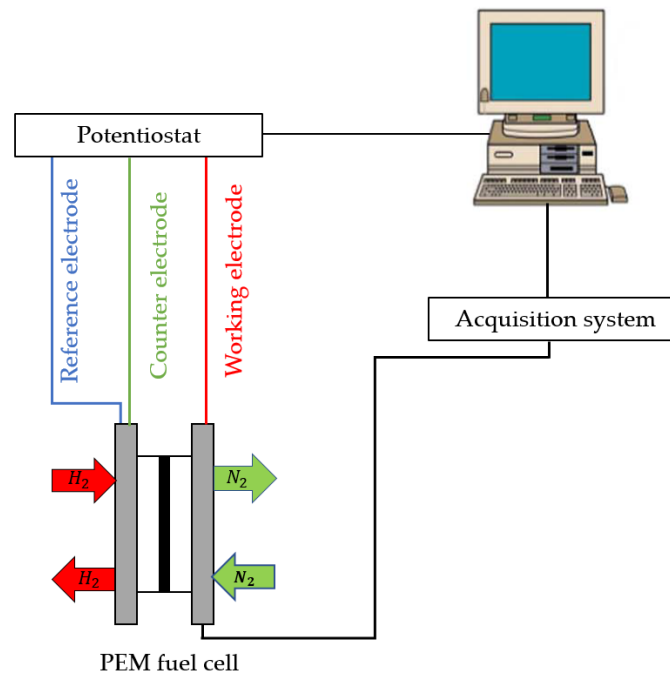 Potentiostat
Reference electrode
Counter electrode
Working electrode
Acquisition system
H₂
N₂
H₂
N₂
PEM fuel cell